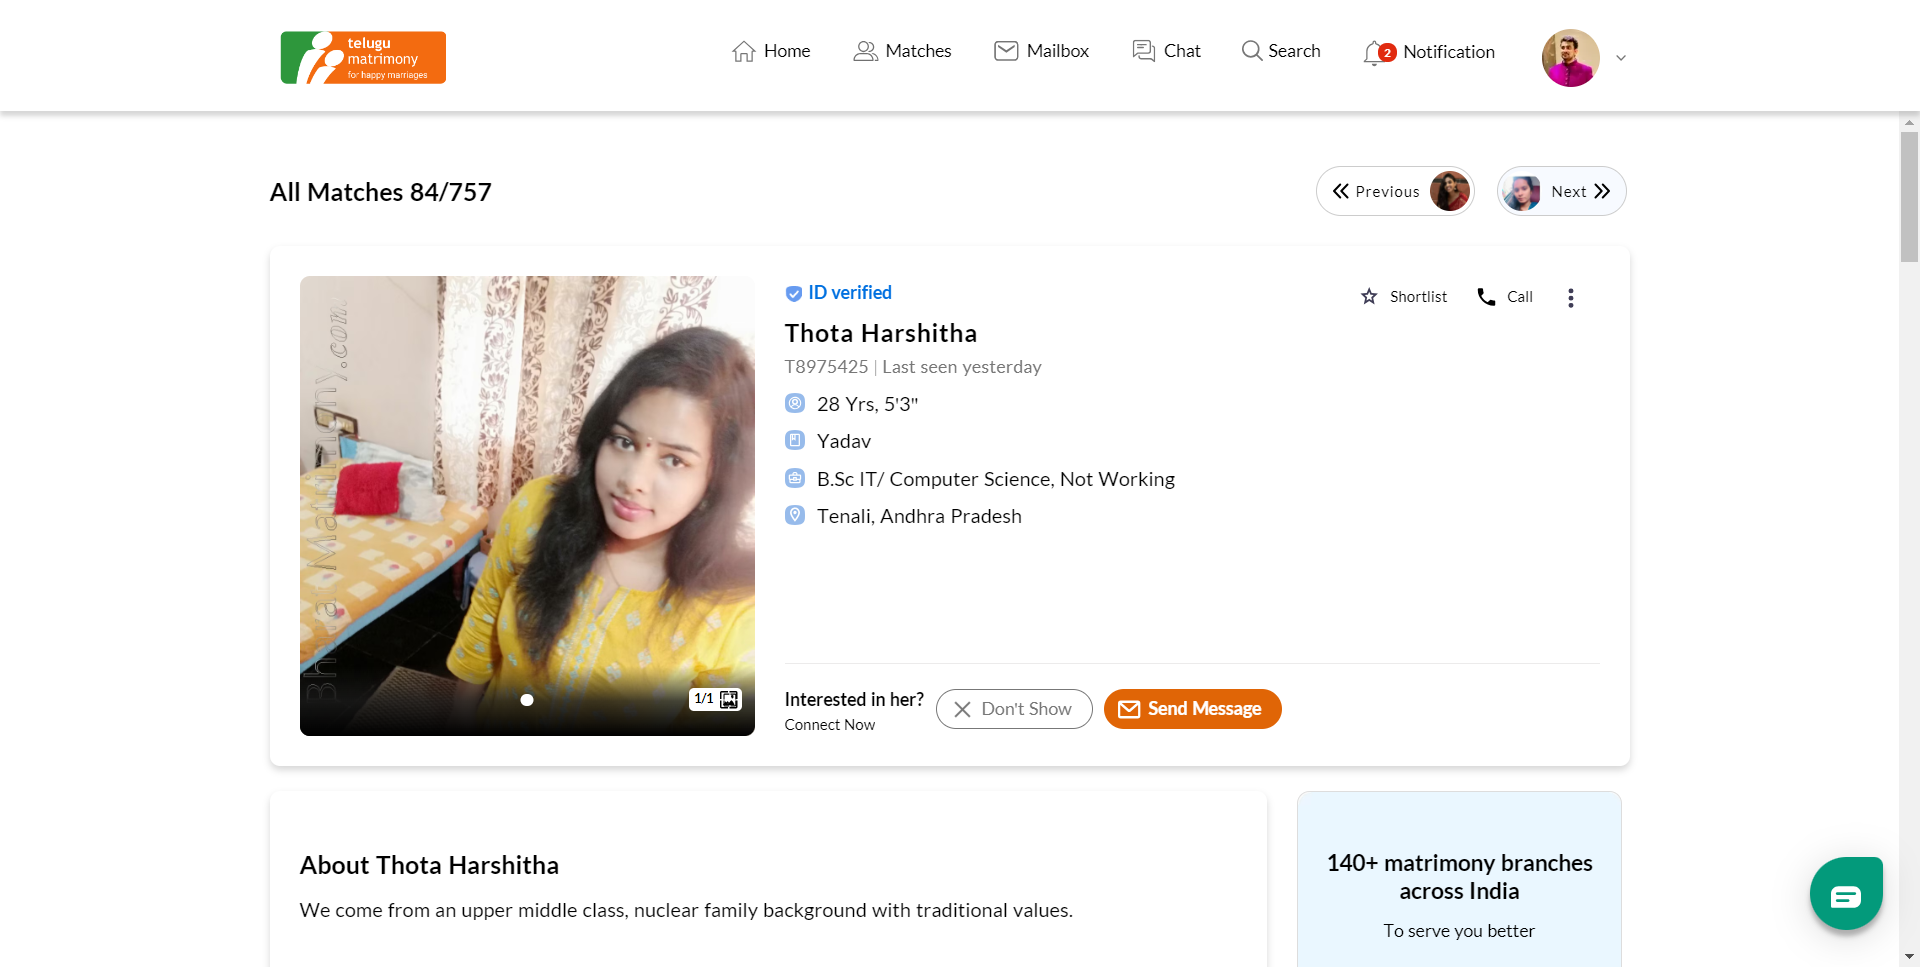 telugu
matrimony
for happy marriages
Home
Matches
Mailbox
Chat
Search
2
Notification
All Matches 84/757
Previous
Next
BharatMatrimony.com
1/1
ID verified
Shortlist
Call
Thota Harshitha
T8975425 | Last seen yesterday
28 Yrs, 5'3"
Yadav
B.Sc IT/ Computer Science, Not Working
Tenali, Andhra Pradesh
Interested in her?
Connect Now
Don't Show
Send Message
About Thota Harshitha
We come from an upper middle class, nuclear family background with traditional values.
140+ matrimony branches
across India
To serve you better